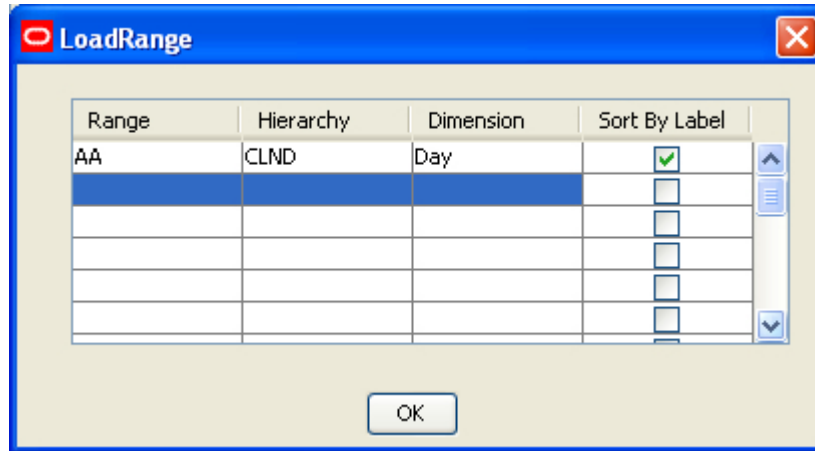 LoadRange
Range Hierarchy Dimension Sort By Label
AA CLND Day
OK